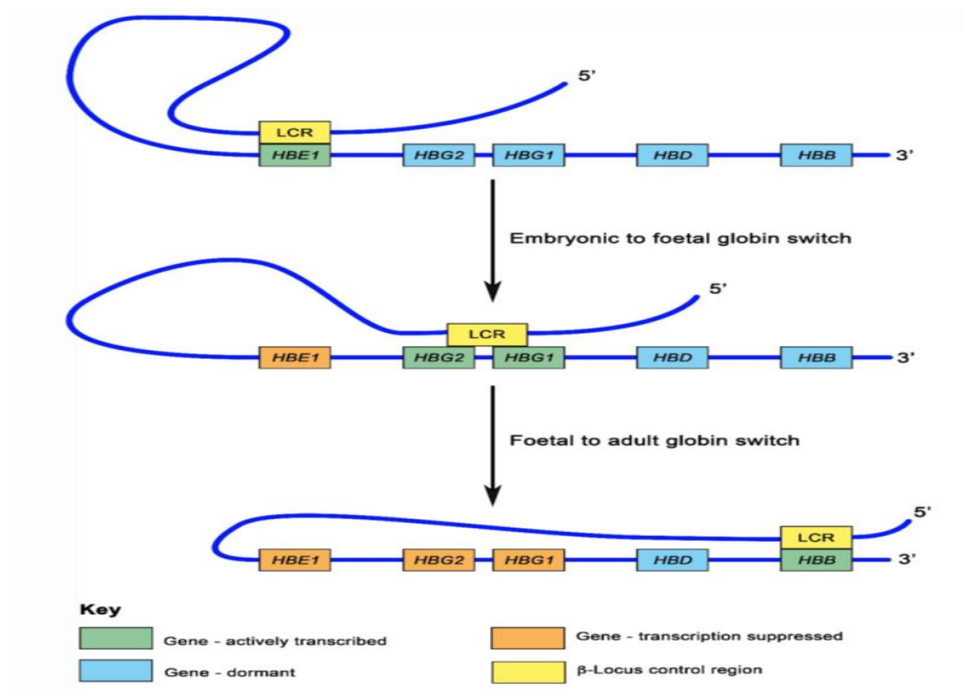 5'
LCR
HBE1 HBG2 HBG1 HBD HBB 3'
Embryonic to foetal globin switch
5'
LCR
HBE1 HBG2 HBG1 HBD HBB 3'
Foetal to adult globin switch
5'
LCR
HBE1 HBG2 HBG1 HBD HBB 3'
Key
Gene - actively transcribed
Gene - transcription suppressed
Gene - dormant
β-Locus control region